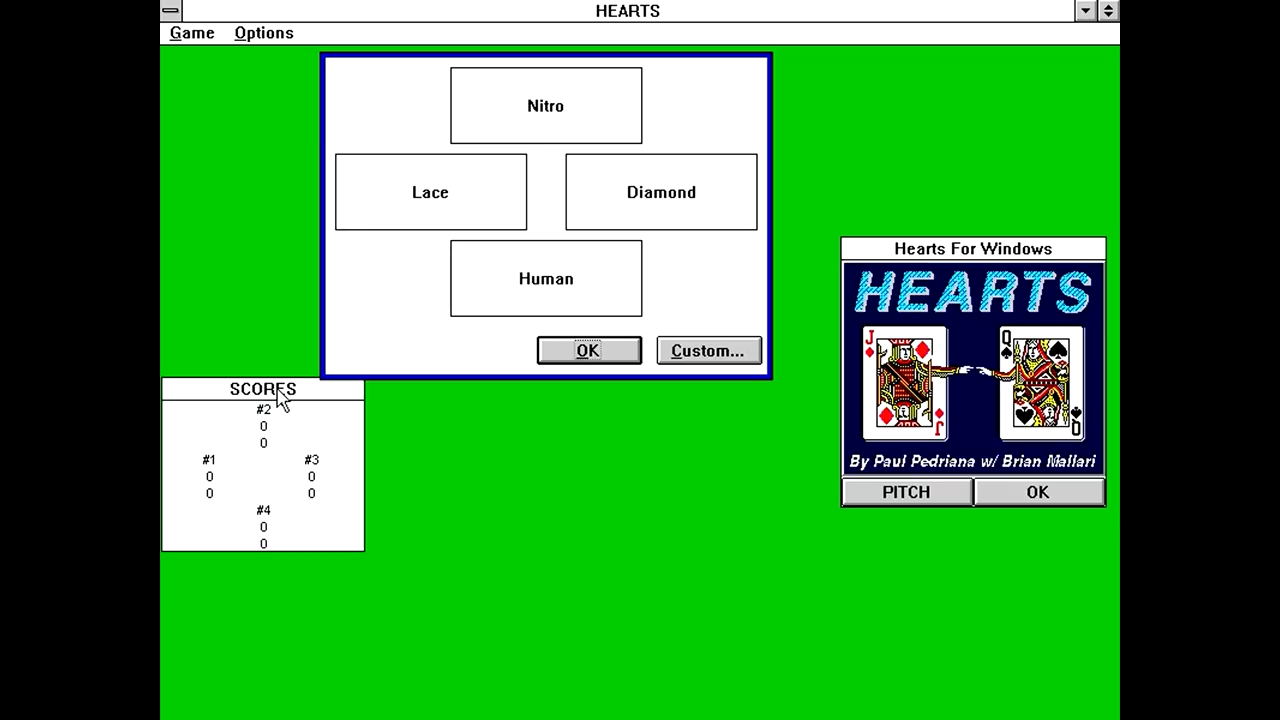 HEARTS
Game Options
Nitro
Lace Diamond
Human
OK Custom...
SCORES
#2
0
0
#1 #3
0 0
0 0
#4
0
0
Hearts For Windows
HEARTS
J Q
J Q
By Paul Pedriana w/ Brian Mallari
PITCH OK